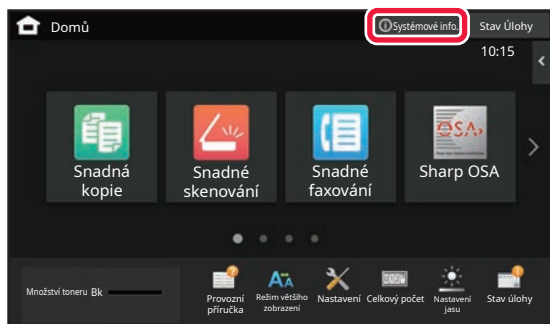 Domů
Systémové info.
Stav Úlohy
10:15
OSA
Snadná
kopie
Snadné
skenování
Snadné
faxování
Sharp OSA
Množství toneru Bk
Provozní
příručka
Režim většího
zobrazení
Nastavení
Celkový počet
Nastavení
jasu
Stav úlohy